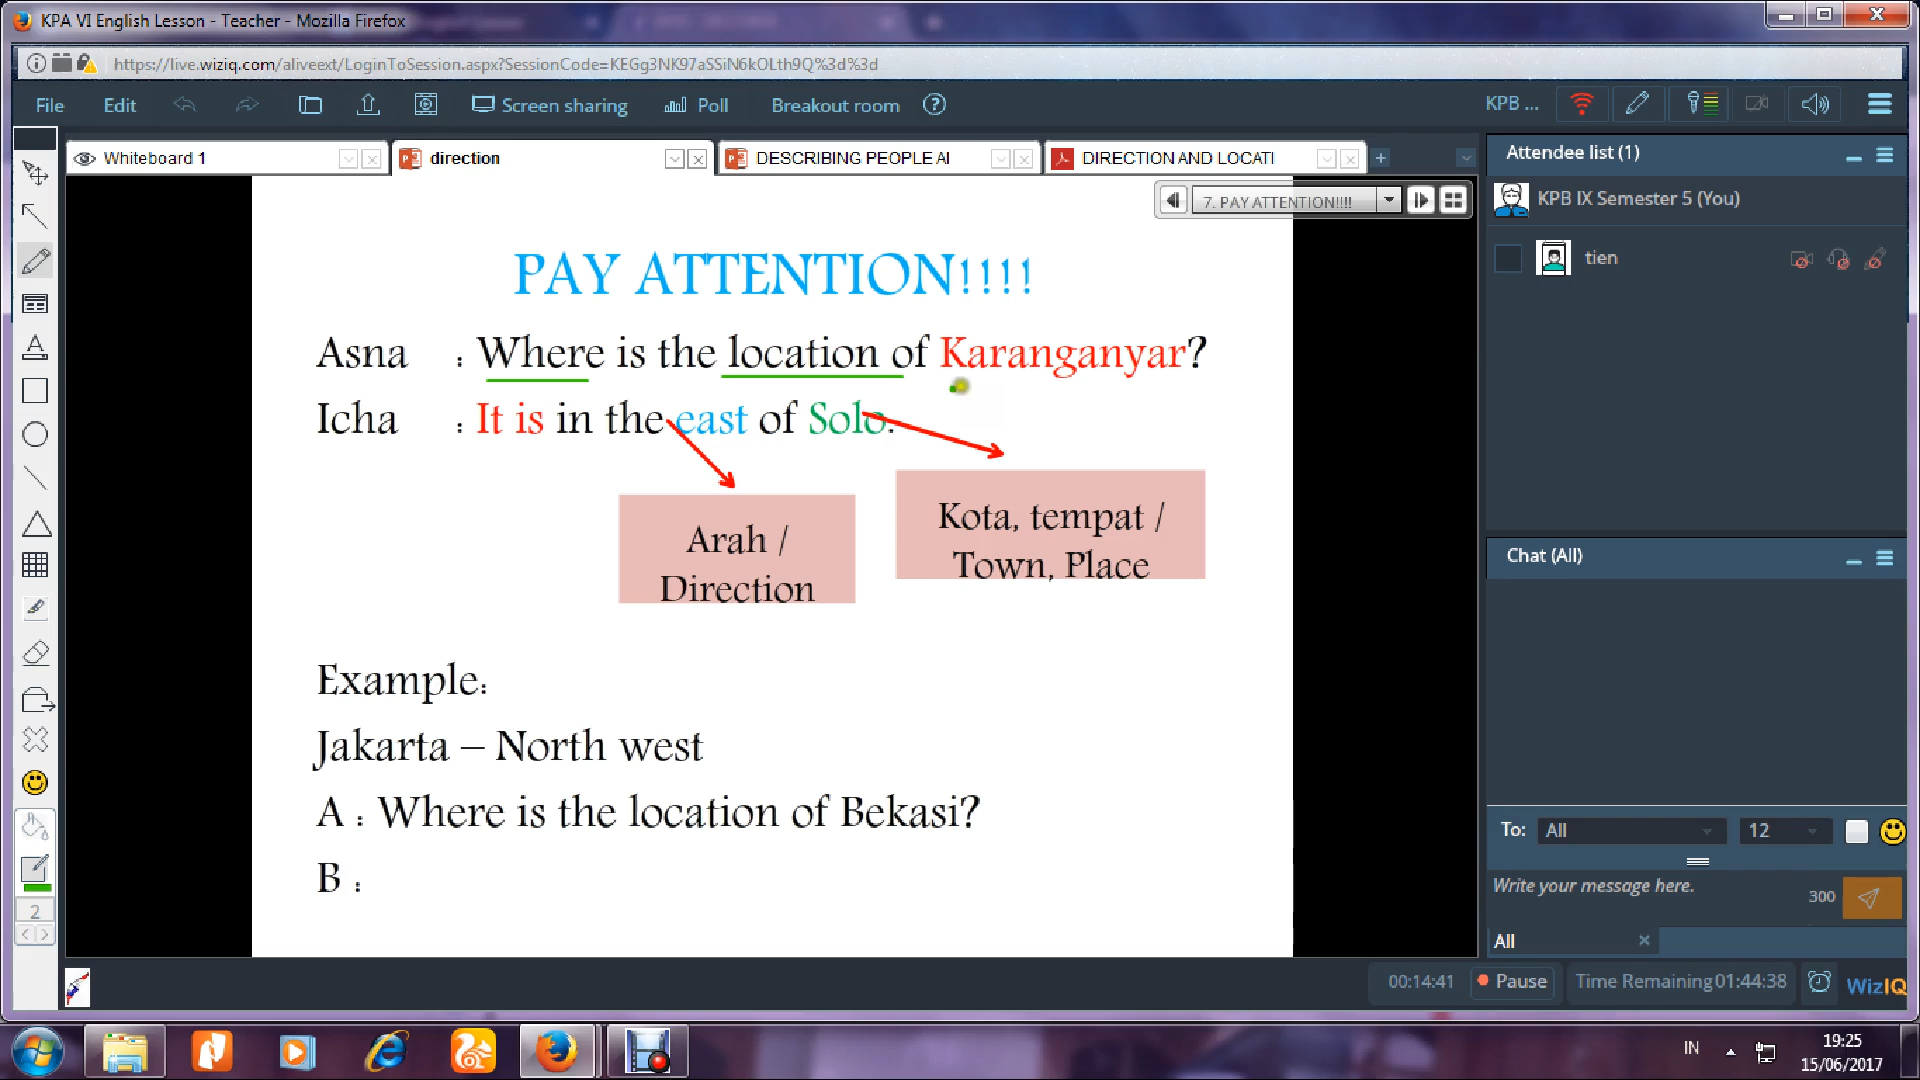 KPA VI English Lesson - Teacher - Mozilla Firefox
https://live.wiziq.com/aliveext/LoginToSession.aspx?SessionCode=KEGg3NK97aSSiN6kOLth9Q%3d%3d
File Edit Screen sharing Poll Breakout room ? KPB ...
Whiteboard 1 direction DESCRIBING PEOPLE AI DIRECTION AND LOCATI
7. PAY ATTENTION!!!!
PAY ATTENTION!!!!
Asna : Where is the location of Karanganyar?
Icha : It is in the east of Solo.
Arah /
Direction
Kota, tempat /
Town, Place
Example:
Jakarta – North west
A : Where is the location of Bekasi?
B :
2
Attendee list (1)
KPB IX Semester 5 (You)
tien
Chat (All)
To: All 12
Write your message here. 300
All
00:14:41 Pause Time Remaining 01:44:38 WizIQ
IN 19:25
15/06/2017